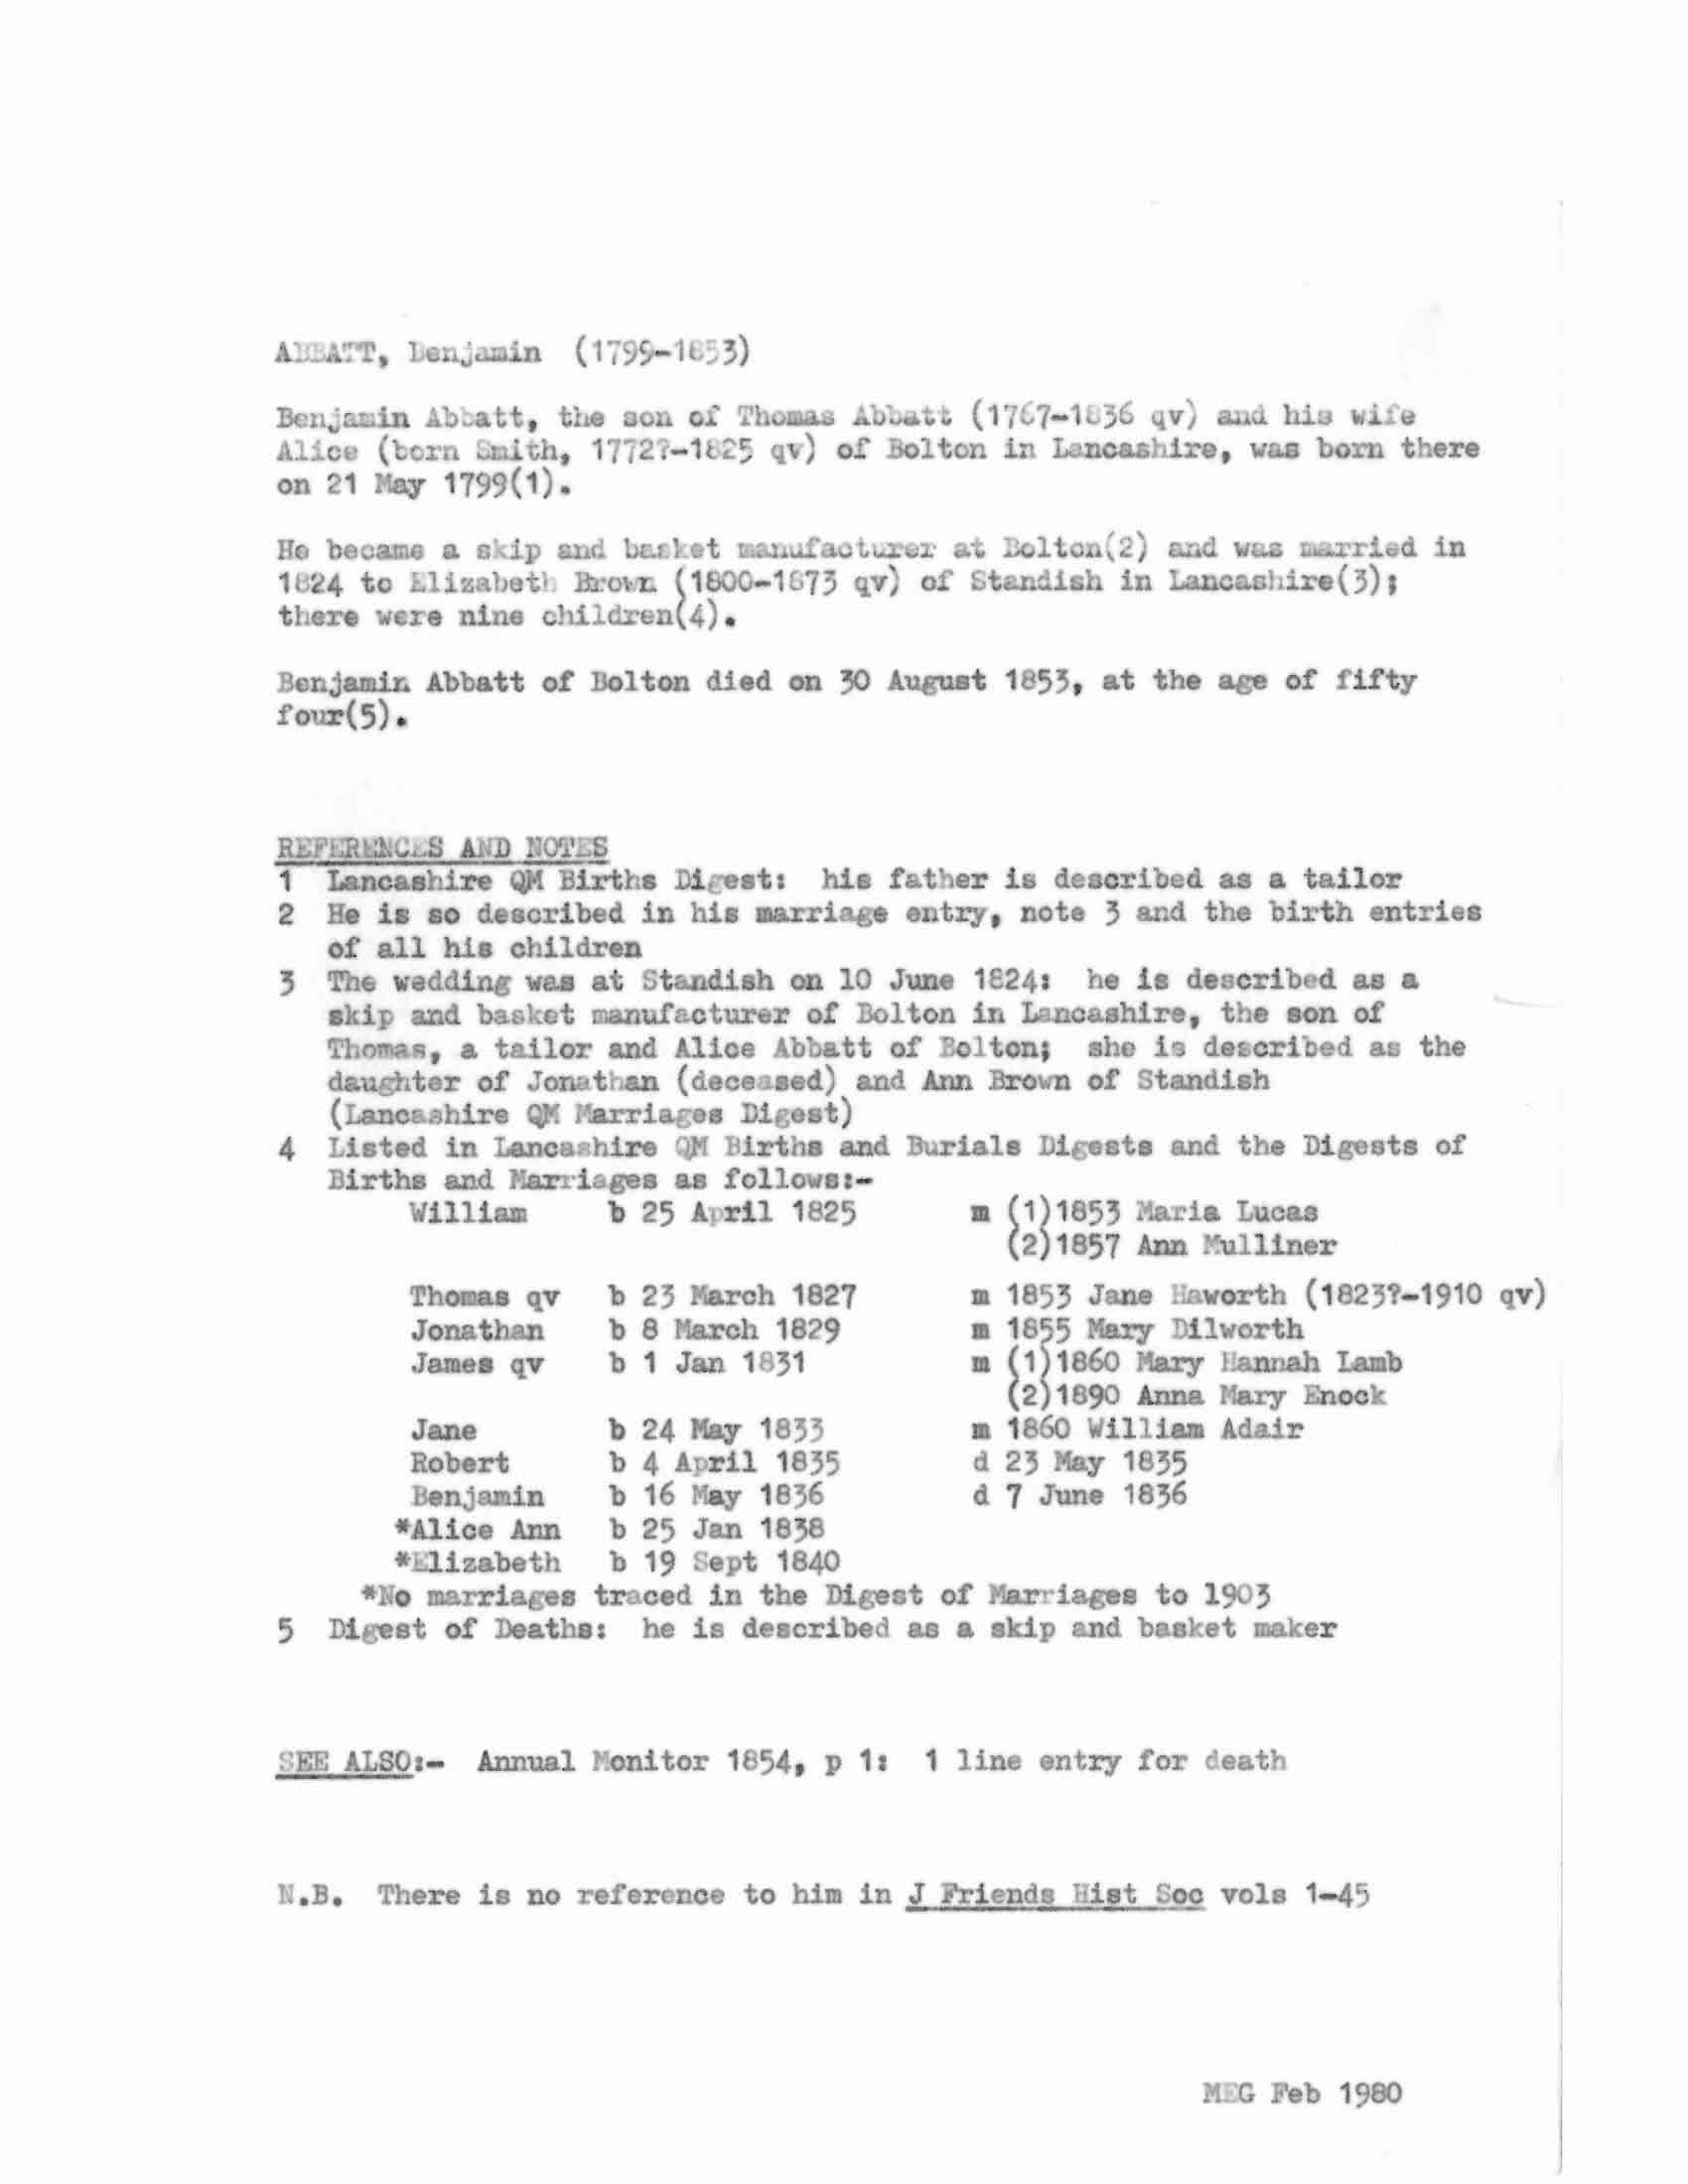 ABBATT, Benjamin (1799-1853)
Benjamin Abbatt, the son of Thomas Abbatt (1767-1836 qv) and his wife
Alice (born Smith, 1772?-1825 qv) of Bolton in Lancashire, was born there
on 21 May 1799(1).
He became a skip and basket manufacturer at Bolton(2) and was married in
1824 to Elizabeth Brown (1800-1873 qv) of Standish in Lancashire(3);
there were nine children(4).
Benjamin Abbatt of Bolton died on 30 August 1853, at the age of fifty
four(5).
REFERENCES AND NOTES
1 Lancashire QM Births Digest: his father is described as a tailor
2 He is so described in his marriage entry, note 3 and the birth entries
of all his children
3 The wedding was at Standish on 10 June 1824: he is described as a
skip and basket manufacturer of Bolton in Lancashire, the son of
Thomas, a tailor and Alice Abbatt of Bolton; she is described as the
daughter of Jonathan (deceased) and Ann Brown of Standish
(Lancashire QM Marriages Digest)
4 Listed in Lancashire QM Births and Burials Digests and the Digests of
Births and Marriages as follows:-
William b 25 April 1825 m (1)1853 Maria Lucas
(2)1857 Ann Mulliner
Thomas qv b 23 March 1827 m 1853 Jane Haworth (1823?-1910 qv)
Jonathan b 8 March 1829 m 1855 Mary Dilworth
James qv b 1 Jan 1831 m (1)1860 Mary Hannah Lamb
(2)1890 Anna Mary Enock
Jane b 24 May 1833 m 1860 William Adair
Robert b 4 April 1835 d 23 May 1835
Benjamin b 16 May 1836 d 7 June 1836
*Alice Ann b 25 Jan 1838
*Elizabeth b 19 Sept 1840
*No marriages traced in the Digest of Marriages to 1903
5 Digest of Deaths: he is described as a skip and basket maker
SEE ALSO:- Annual Monitor 1854, p 1: 1 line entry for death
N.B. There is no reference to him in J Friends Hist Soc vols 1-45
MEG Feb 1980